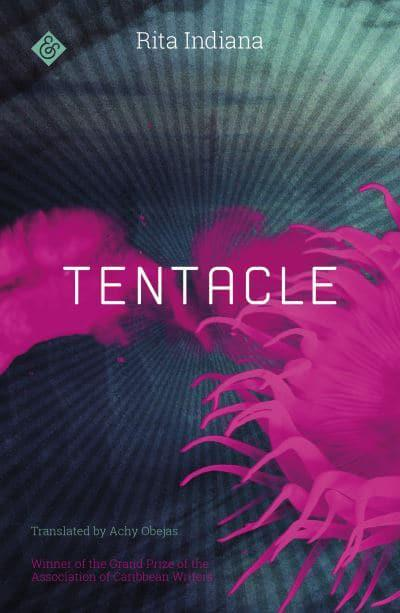 &
Rita Indiana
TENTACLE
Translated by Achy Obejas
Winner of the Grand Prize of the
Association of Caribbean Writers